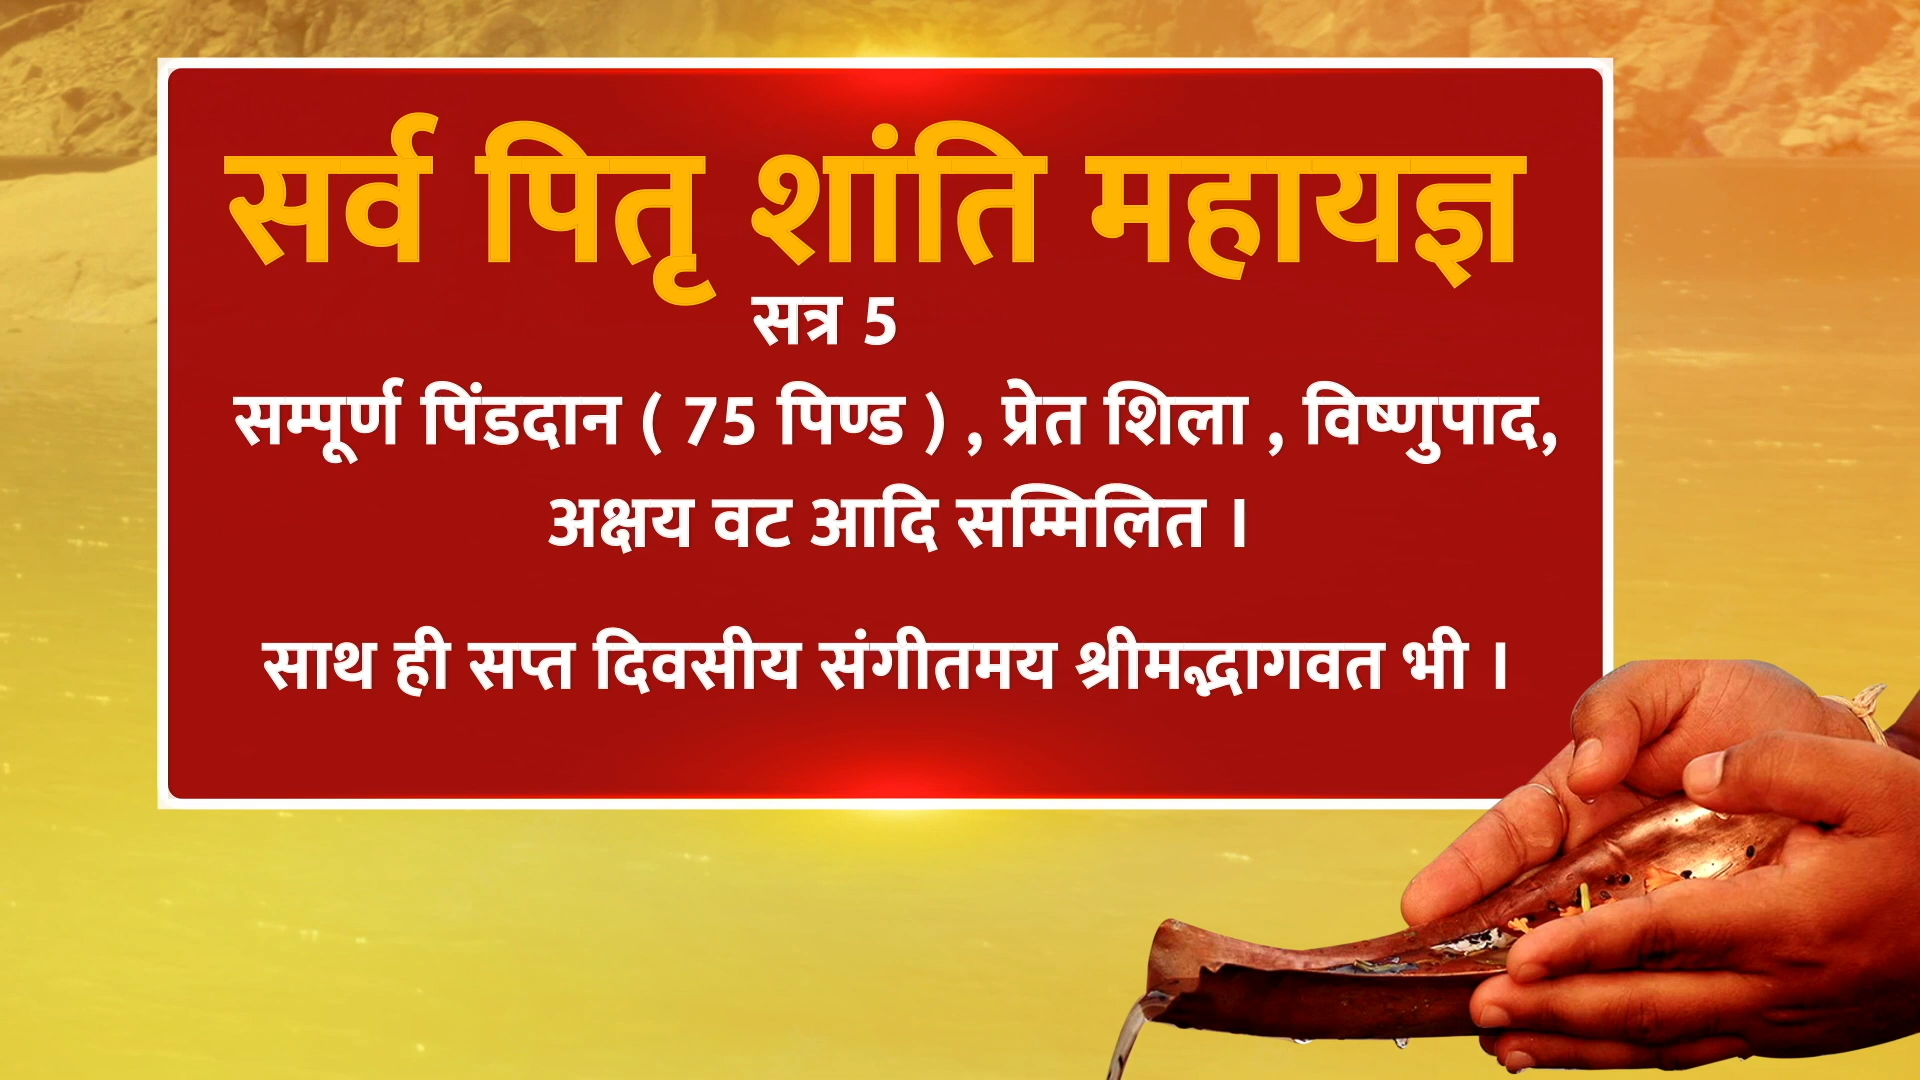 सर्व पितृ शांति महायज्ञ
सत्र 5
सम्पूर्ण पिंडदान ( 75 पिण्ड ) , प्रेत शिला , विष्णुपाद,
अक्षय वट आदि सम्मिलित ।
साथ ही सप्त दिवसीय संगीतमय श्रीमद्भागवत भी ।